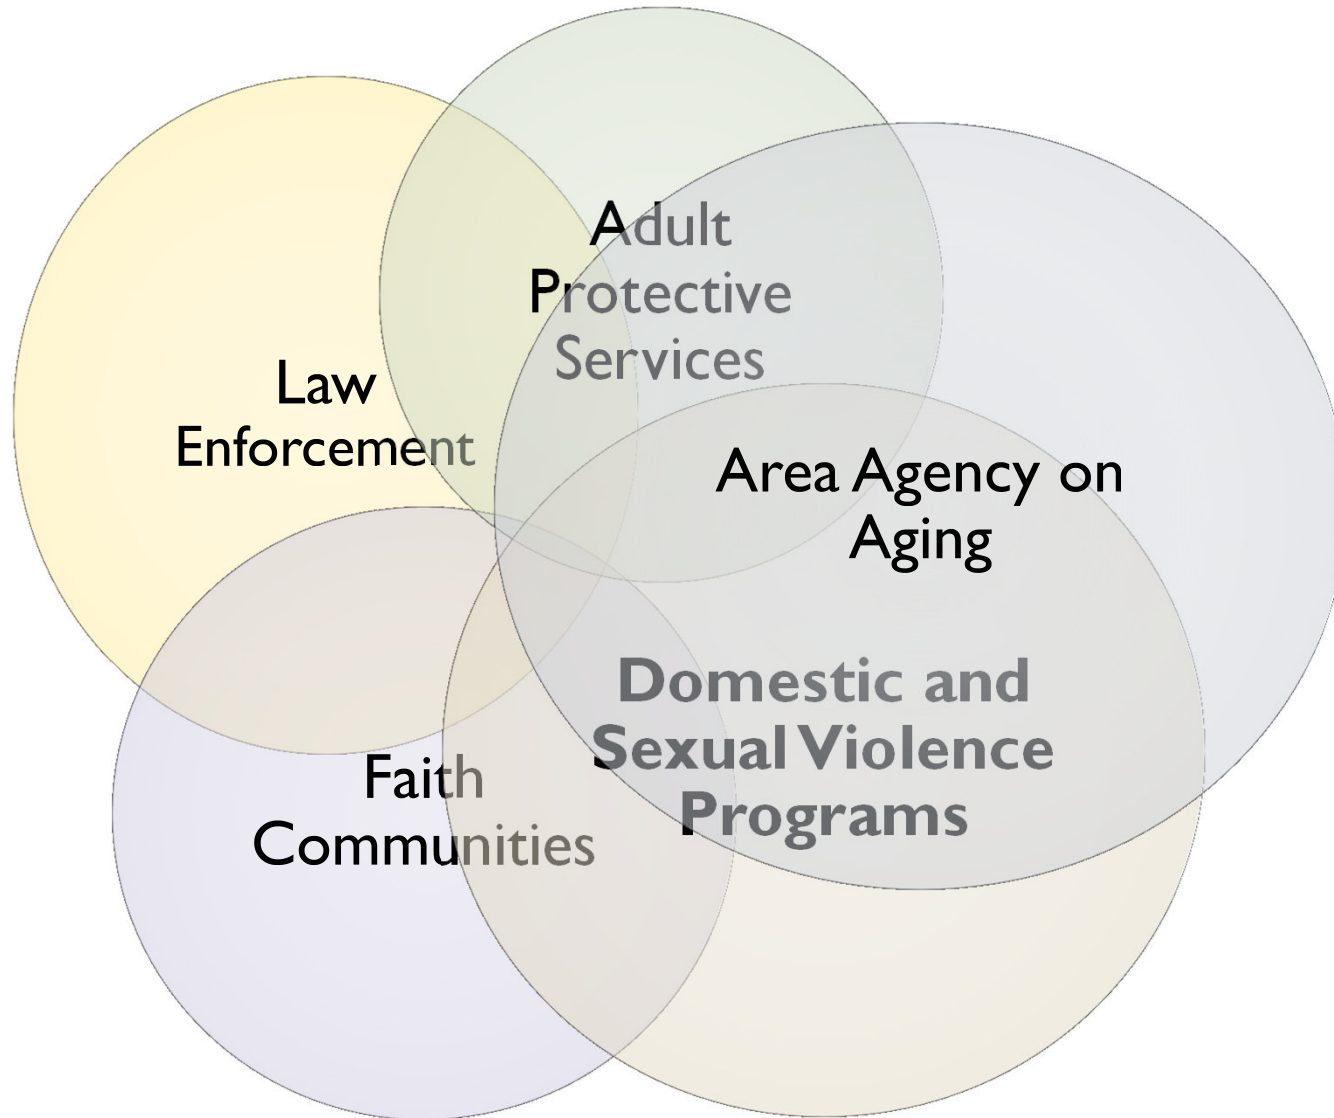 Adult
Protective
Services
Law
Enforcement
Area Agency on
Aging
Domestic and
Sexual Violence
Programs
Faith
Communities